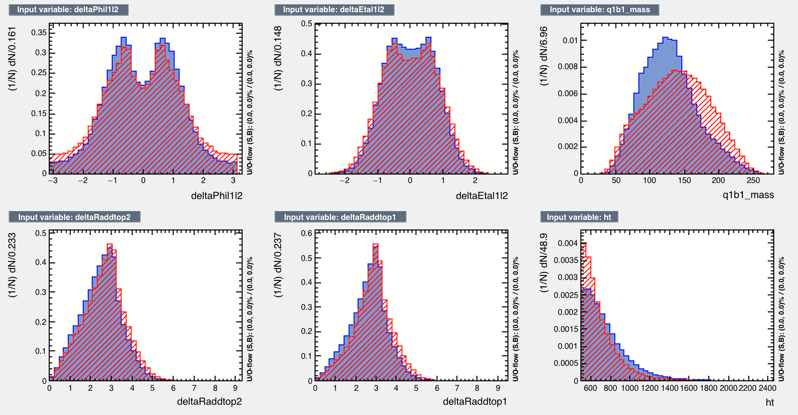 Input variable: deltaPhil1l2
Input variable: deltaEtal1l2
Input variable: q1b1_mass
(1/N) dN/0.161
0.35
0.3
0.25
0.2
0.15
0.1
0.05
0
−3 −2 −1 0 1 2 3
deltaPhil1l2
U/O-flow (S,B): (0.0, 0.0)% / (0.0, 0.0)%
(1/N) dN/0.148
0.5
0.4
0.3
0.2
0.1
0
−2 −1 0 1 2
deltaEtal1l2
U/O-flow (S,B): (0.0, 0.0)% / (0.0, 0.0)%
(1/N) dN/6.96
0.01
0.008
0.006
0.004
0.002
0
0 50 100 150 200 250
q1b1_mass
U/O-flow (S,B): (0.0, 0.0)% / (0.0, 0.0)%
Input variable: deltaRaddtop2
Input variable: deltaRaddtop1
Input variable: ht
(1/N) dN/0.233
0.5
0.4
0.3
0.2
0.1
0
0 1 2 3 4 5 6 7 8 9
deltaRaddtop2
U/O-flow (S,B): (0.0, 0.0)% / (0.0, 0.0)%
(1/N) dN/0.237
0.6
0.5
0.4
0.3
0.2
0.1
0
0 1 2 3 4 5 6 7 8 9
deltaRaddtop1
U/O-flow (S,B): (0.0, 0.0)% / (0.0, 0.0)%
(1/N) dN/48.9
0.004
0.0035
0.003
0.0025
0.002
0.0015
0.001
0.0005
0
600 800 1000 1200 1400 1600 1800 2000 2200 2400
ht
U/O-flow (S,B): (0.0, 0.0)% / (0.0, 0.0)%